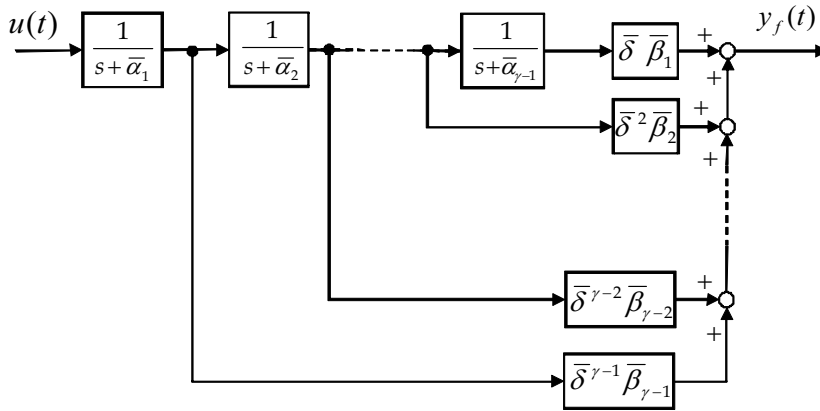 u(t)
y_f(t)
1
s+ᾱ₁
1
s+ᾱ₂
1
s+ᾱ_{γ−1}
δ̄ β̄₁
+
+
δ̄² β̄₂
+
+
δ̄^{γ−2} β̄_{γ−2}
+
+
δ̄^{γ−1} β̄_{γ−1}